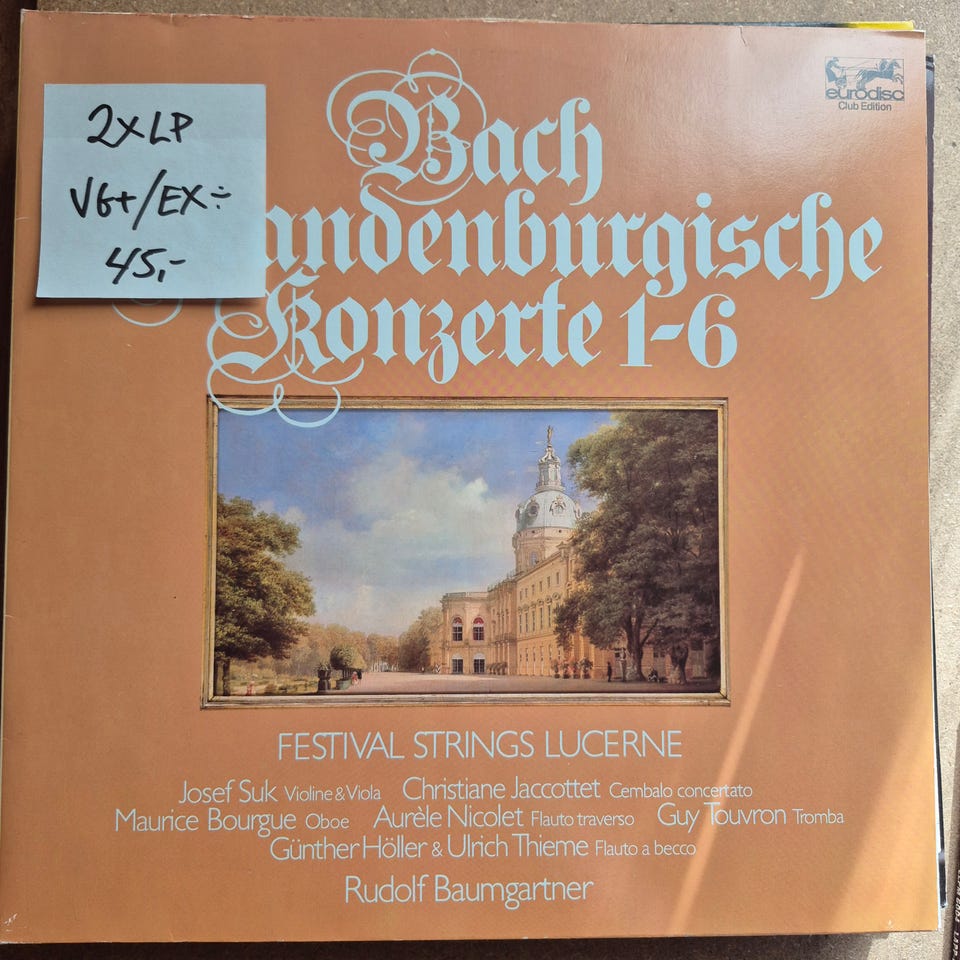 2xLP
VG+/EX÷
45,-
Bach
andenburgische
Konzerte 1-6
eurodisc
Club Edition
FESTIVAL STRINGS LUCERNE
Josef Suk Violine & Viola Christiane Jaccottet Cembalo concertato
Maurice Bourgue Oboe Aurèle Nicolet Flauto traverso Guy Touvron Tromba
Günther Höller & Ulrich Thieme Flauto a becco
Rudolf Baumgartner